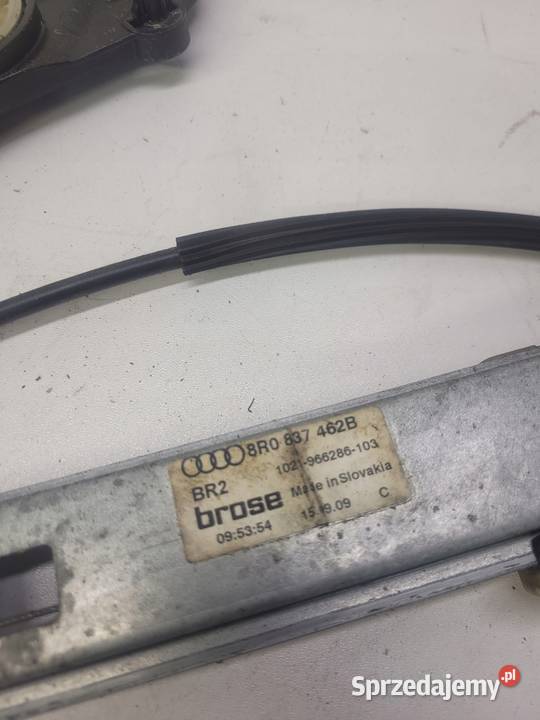 8R0 837 462B
1021-966286-103
BR2
brose
Made in Slovakia
09:53:54
C
Sprzedajemy.pl